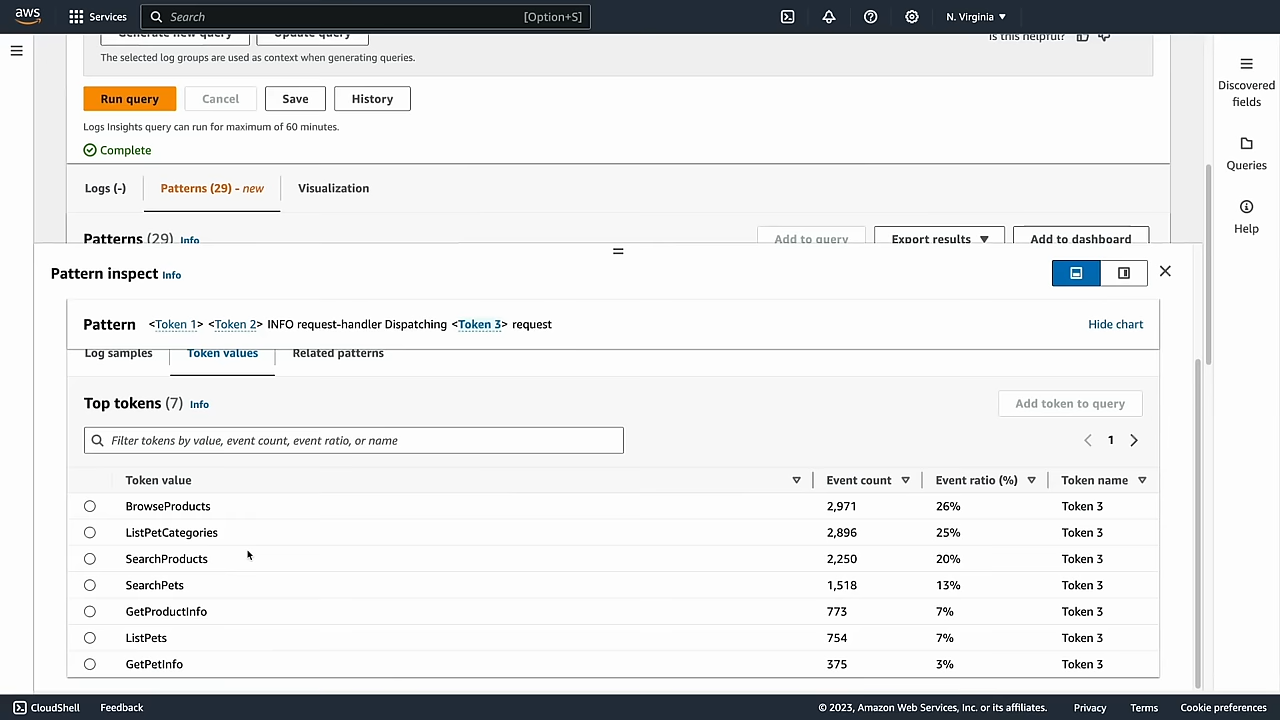 aws
Services
Search
[Option+S]
N. Virginia
Generate new query
Update query
Is this helpful?
The selected log groups are used as context when generating queries.
Run query
Cancel
Save
History
Logs Insights query can run for maximum of 60 minutes.
Complete
Logs (-)
Patterns (29) - new
Visualization
Patterns (29) Info
Add to query
Export results
Add to dashboard
Pattern inspect Info
Pattern <Token 1> <Token 2> INFO request-handler Dispatching <Token 3> request
Hide chart
Log samples
Token values
Related patterns
Top tokens (7) Info
Add token to query
Filter tokens by value, event count, event ratio, or name
1
Token value Event count Event ratio (%) Token name
BrowseProducts 2,971 26% Token 3
ListPetCategories 2,896 25% Token 3
SearchProducts 2,250 20% Token 3
SearchPets 1,518 13% Token 3
GetProductInfo 773 7% Token 3
ListPets 754 7% Token 3
GetPetInfo 375 3% Token 3
Discovered
fields
Queries
Help
CloudShell
Feedback
© 2023, Amazon Web Services, Inc. or its affiliates.
Privacy
Terms
Cookie preferences